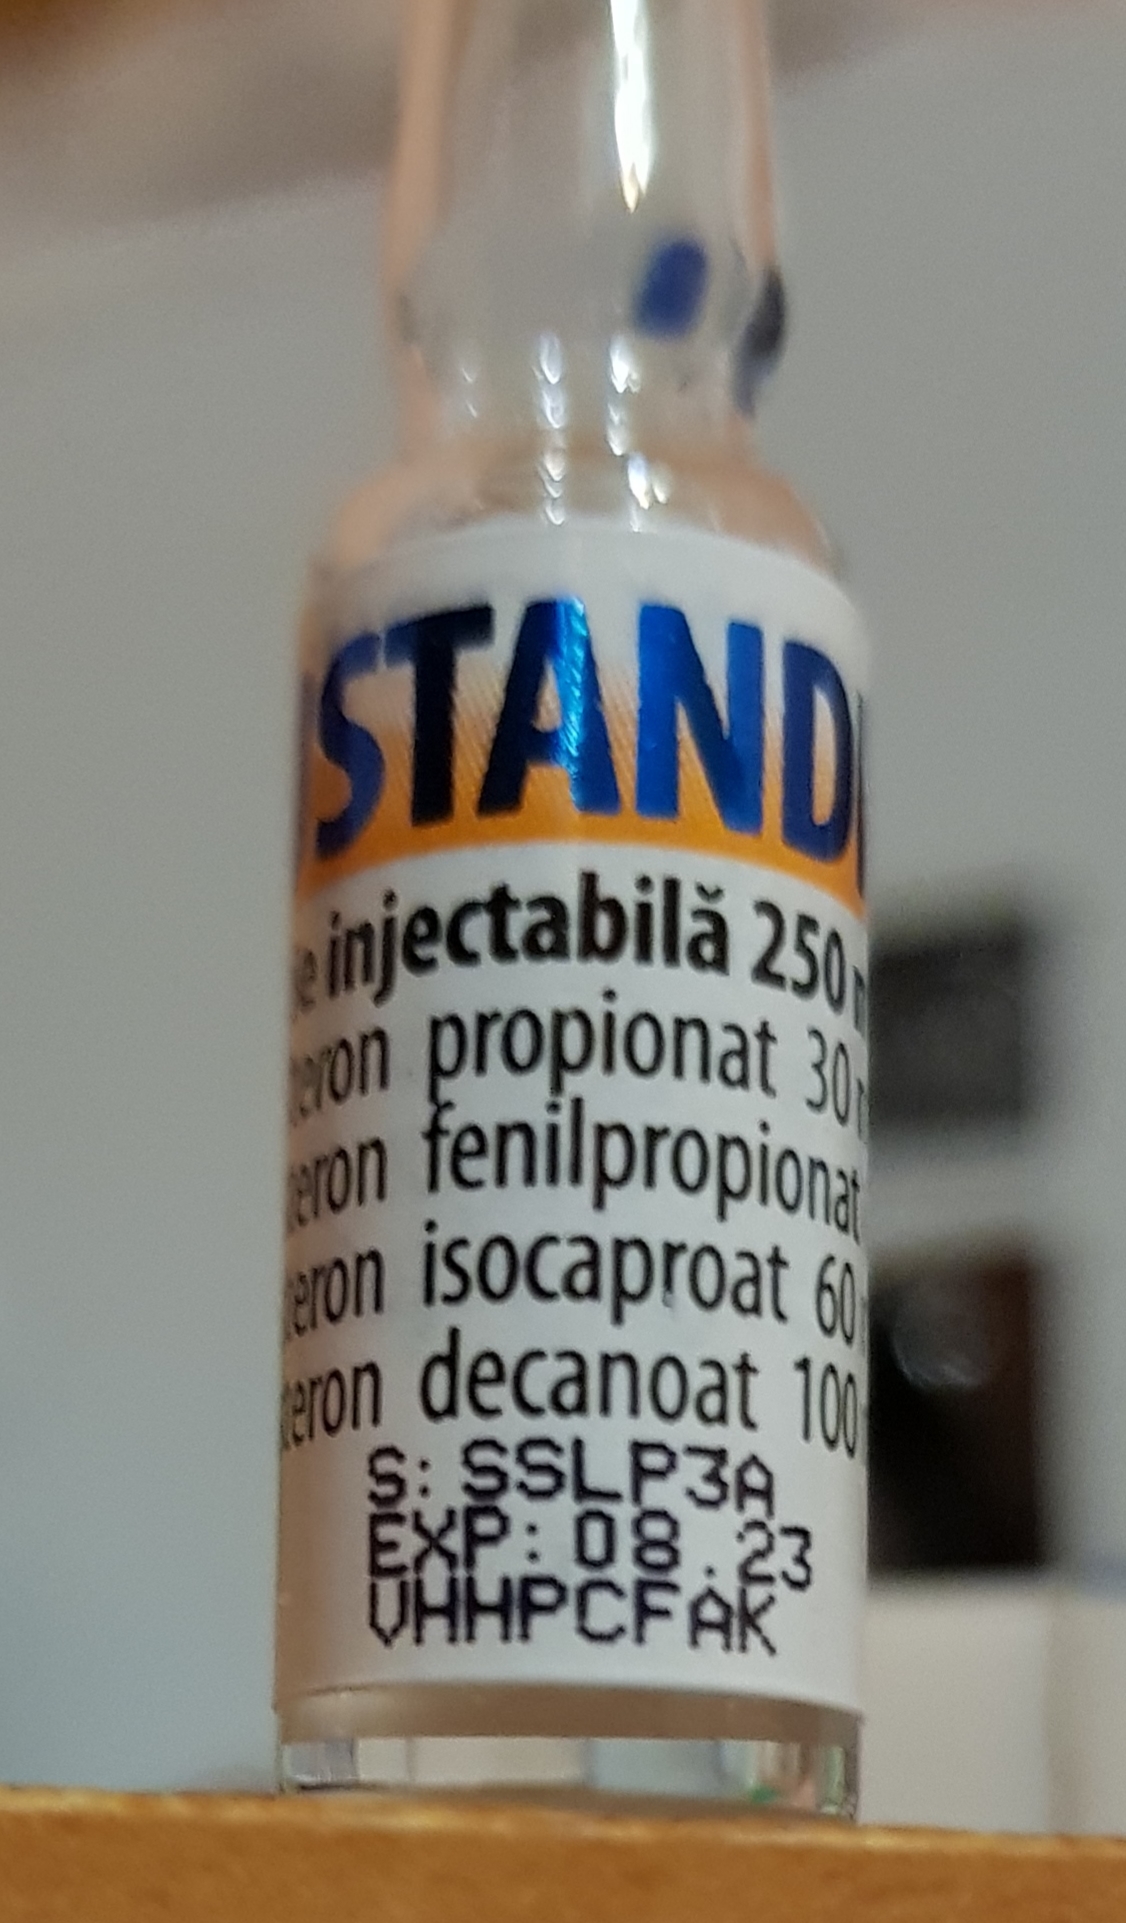 STAND
injectabilă 250
eron propionat 30
eron fenilpropionat
eron isocaproat 60
eron decanoat 100
S: SSLP3A
EXP: 08.23
VHHPCFAK